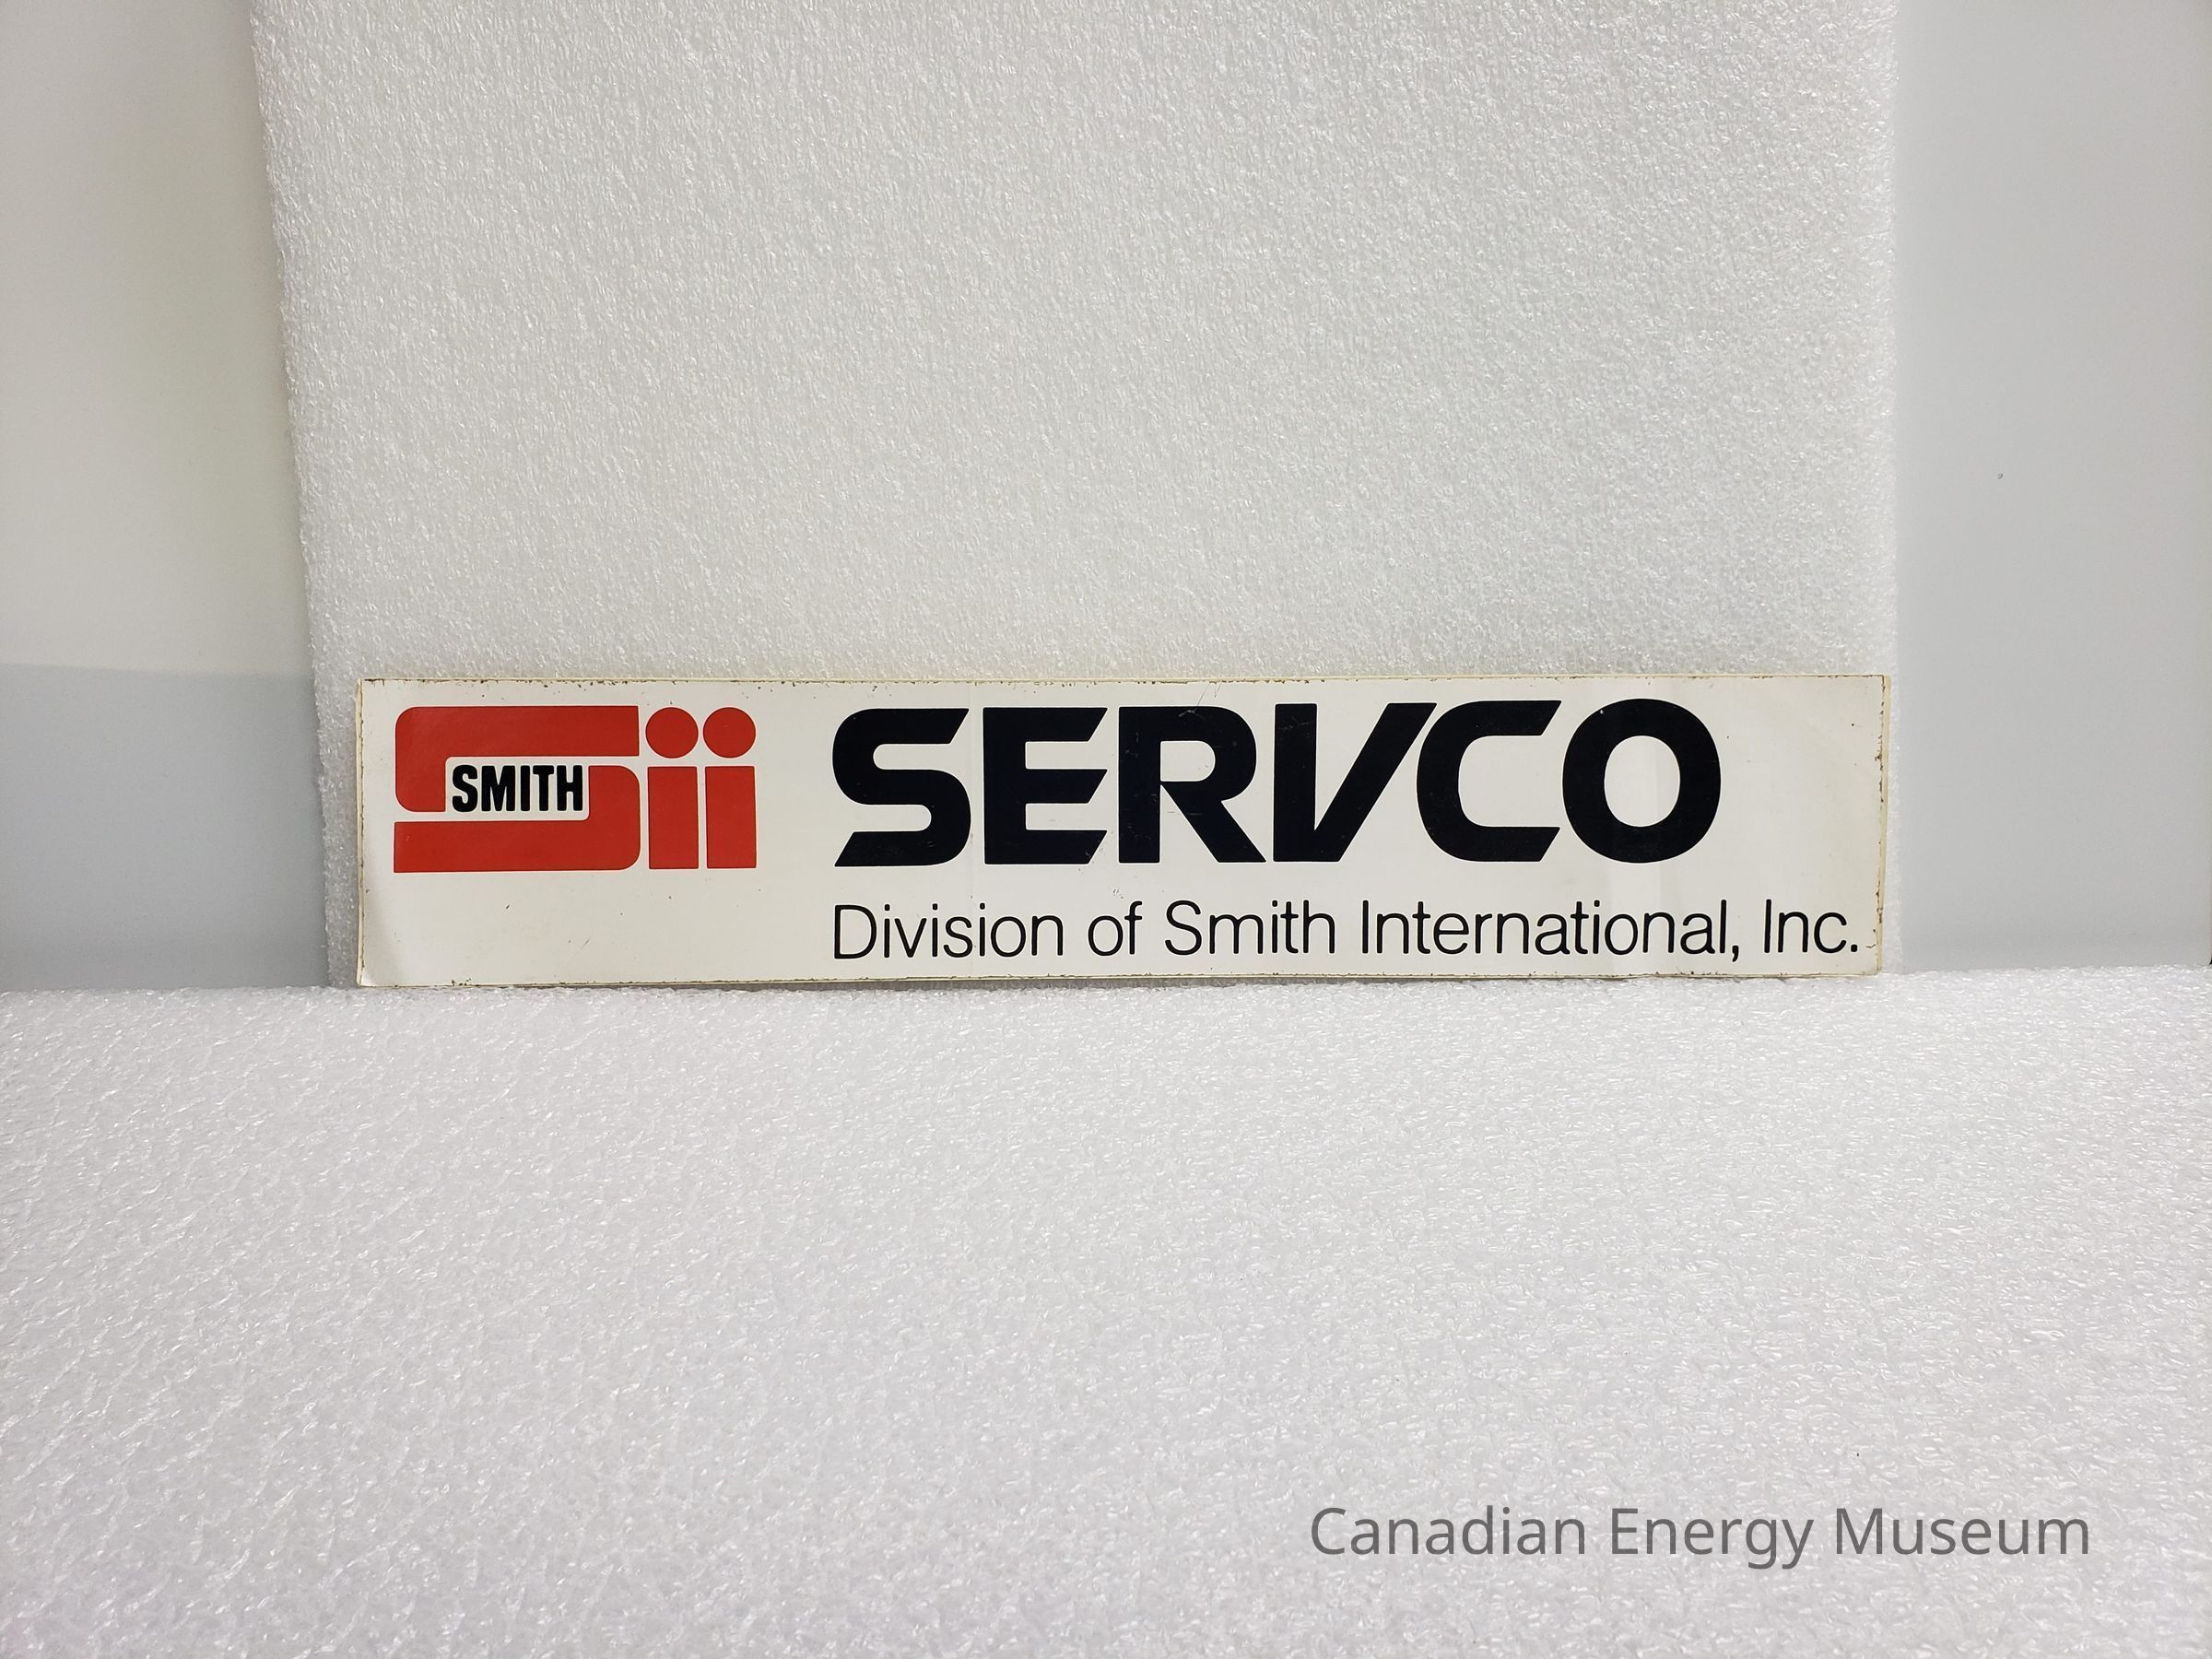 Sii SMITH
SERVCO
Division of Smith International, Inc.
Canadian Energy Museum